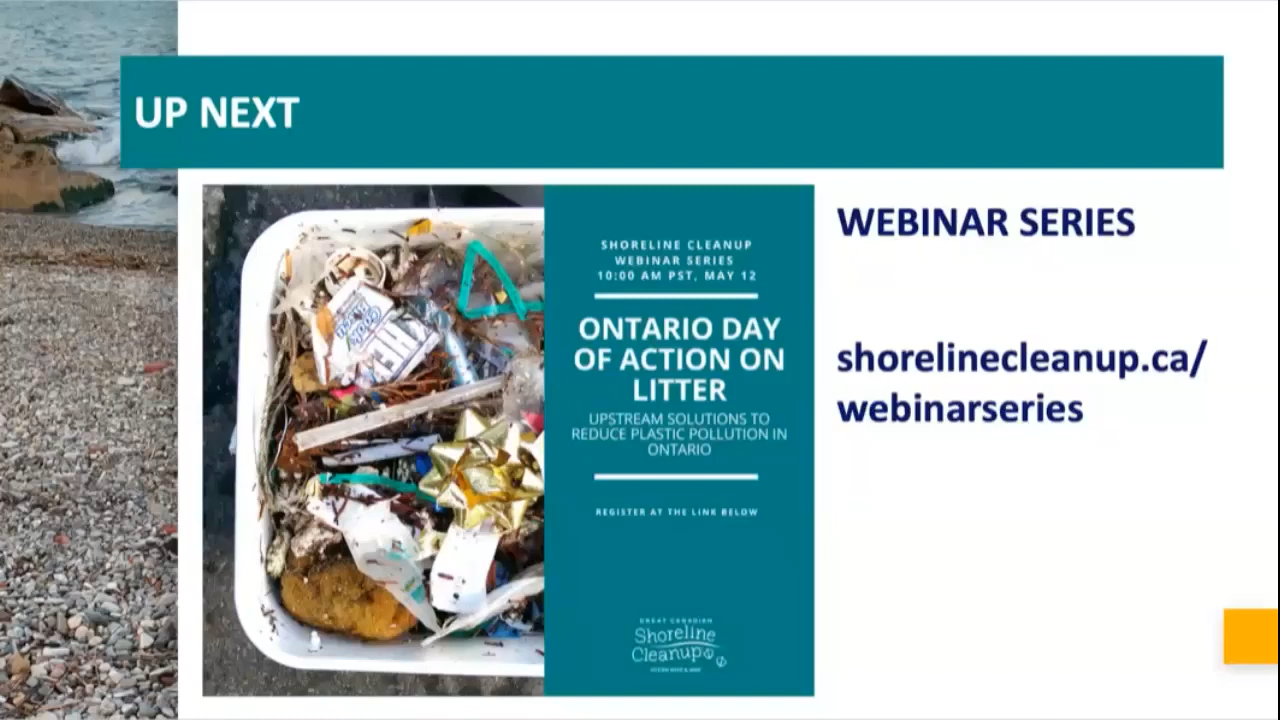 UP NEXT
SHORELINE CLEANUP
WEBINAR SERIES
10:00 AM PST, MAY 12
ONTARIO DAY
OF ACTION ON
LITTER
UPSTREAM SOLUTIONS TO
REDUCE PLASTIC POLLUTION IN
ONTARIO
REGISTER AT THE LINK BELOW
GREAT CANADIAN
Shoreline
Cleanup
WEBINAR SERIES
shorelinecleanup.ca/
webinarseries